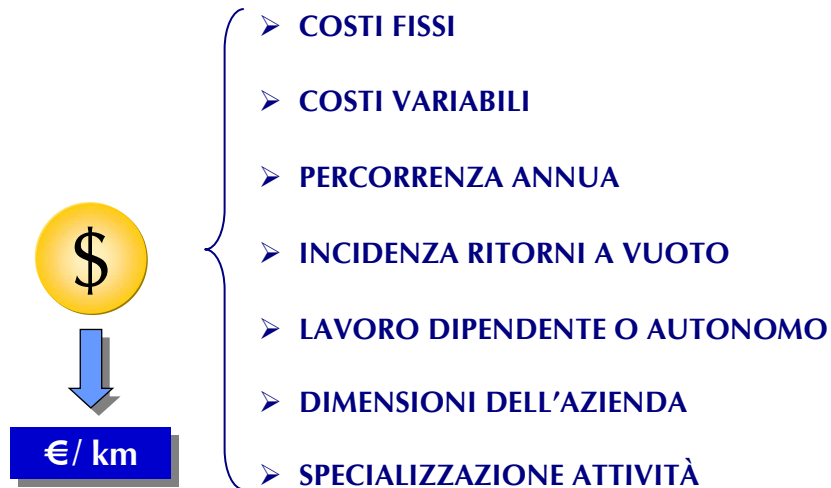 COSTI FISSI
COSTI VARIABILI
PERCORRENZA ANNUA
INCIDENZA RITORNI A VUOTO
LAVORO DIPENDENTE O AUTONOMO
DIMENSIONI DELL’AZIENDA
SPECIALIZZAZIONE ATTIVITÀ
$
€/ km